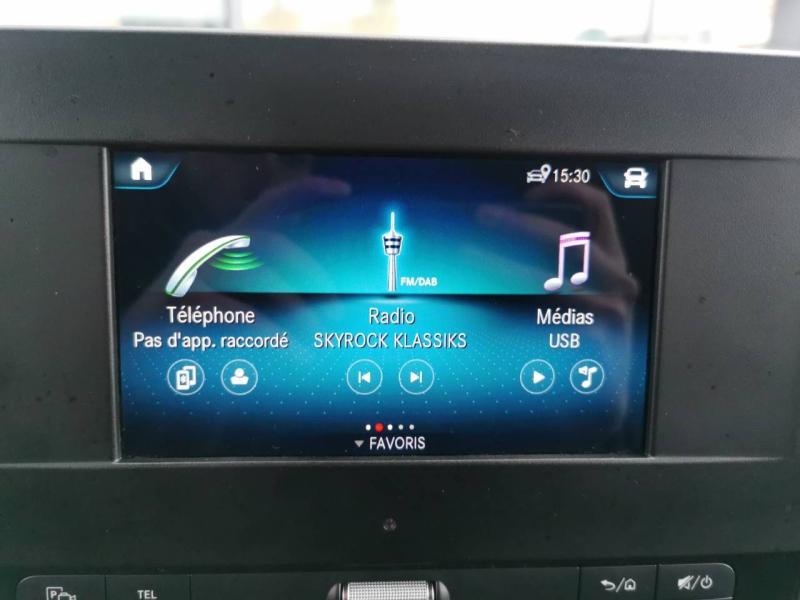 15:30
FM/DAB
Téléphone Radio Médias
Pas d'app. raccordé SKYROCK KLASSIKS USB
FAVORIS
P
TEL